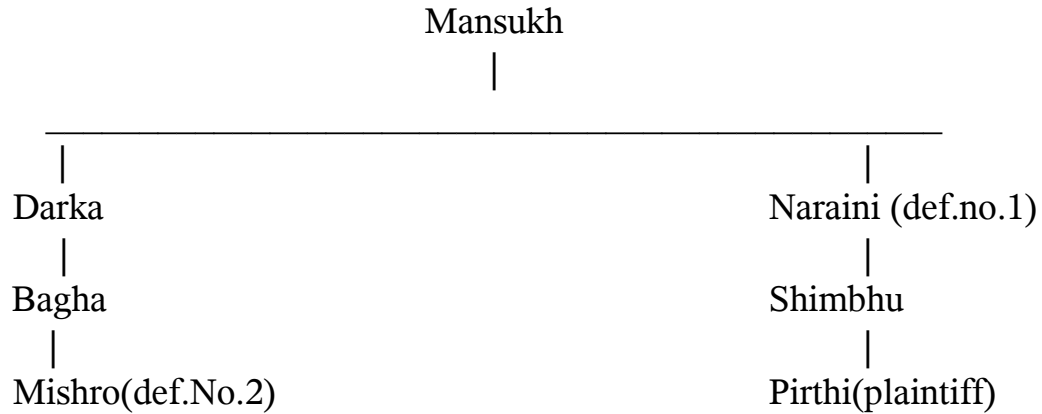 Mansukh
Darka Naraini (def.no.1)
Bagha Shimbhu
Mishro(def.No.2) Pirthi(plaintiff)